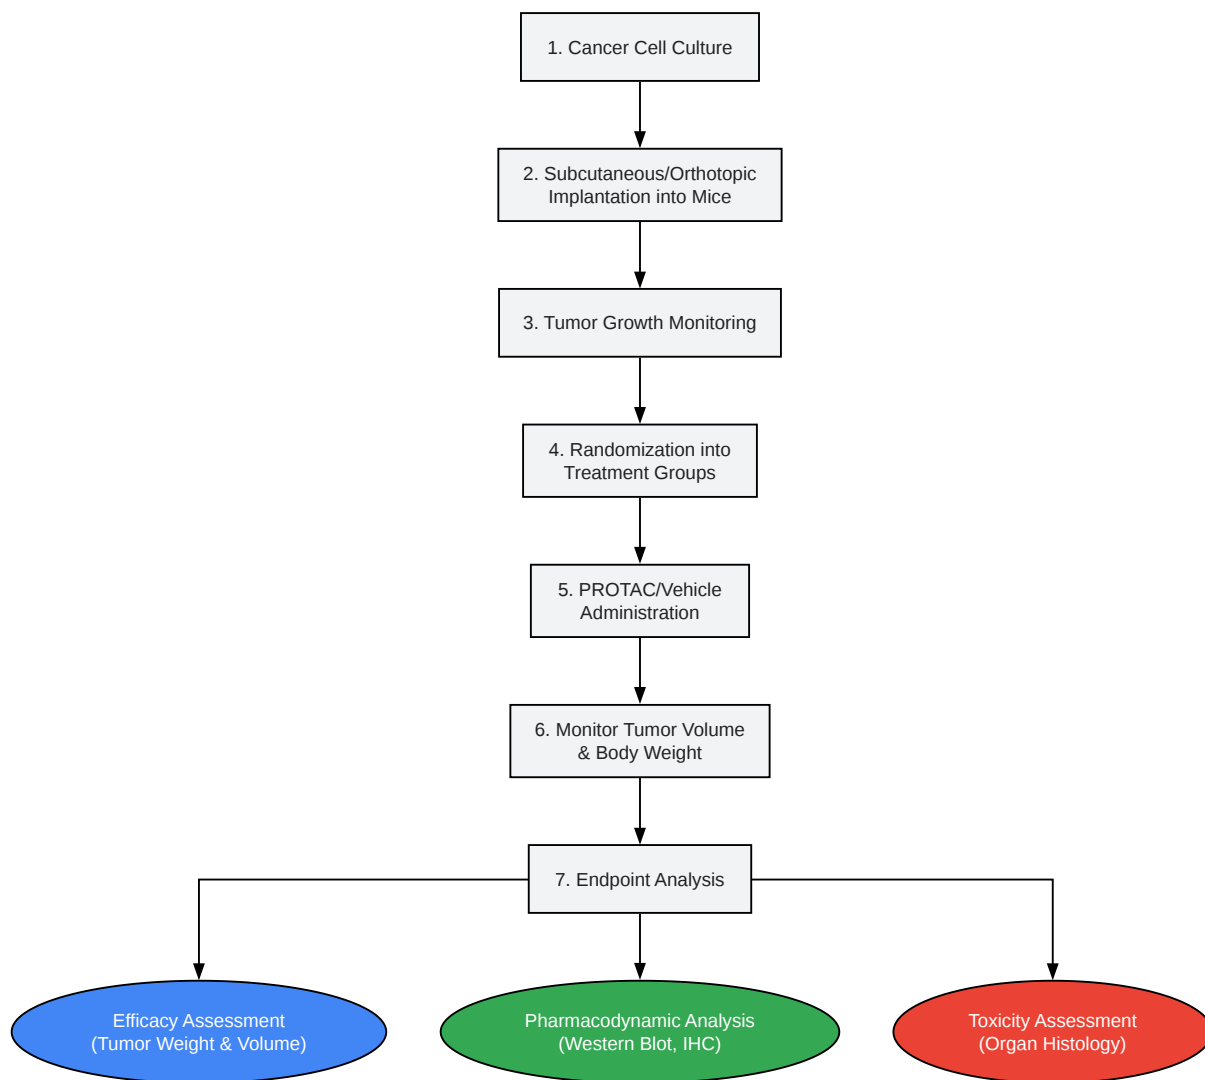 1. Cancer Cell Culture
2. Subcutaneous/Orthotopic
Implantation into Mice
3. Tumor Growth Monitoring
4. Randomization into
Treatment Groups
5. PROTAC/Vehicle
Administration
6. Monitor Tumor Volume
& Body Weight
7. Endpoint Analysis
Efficacy Assessment
(Tumor Weight & Volume)
Pharmacodynamic Analysis
(Western Blot, IHC)
Toxicity Assessment
(Organ Histology)